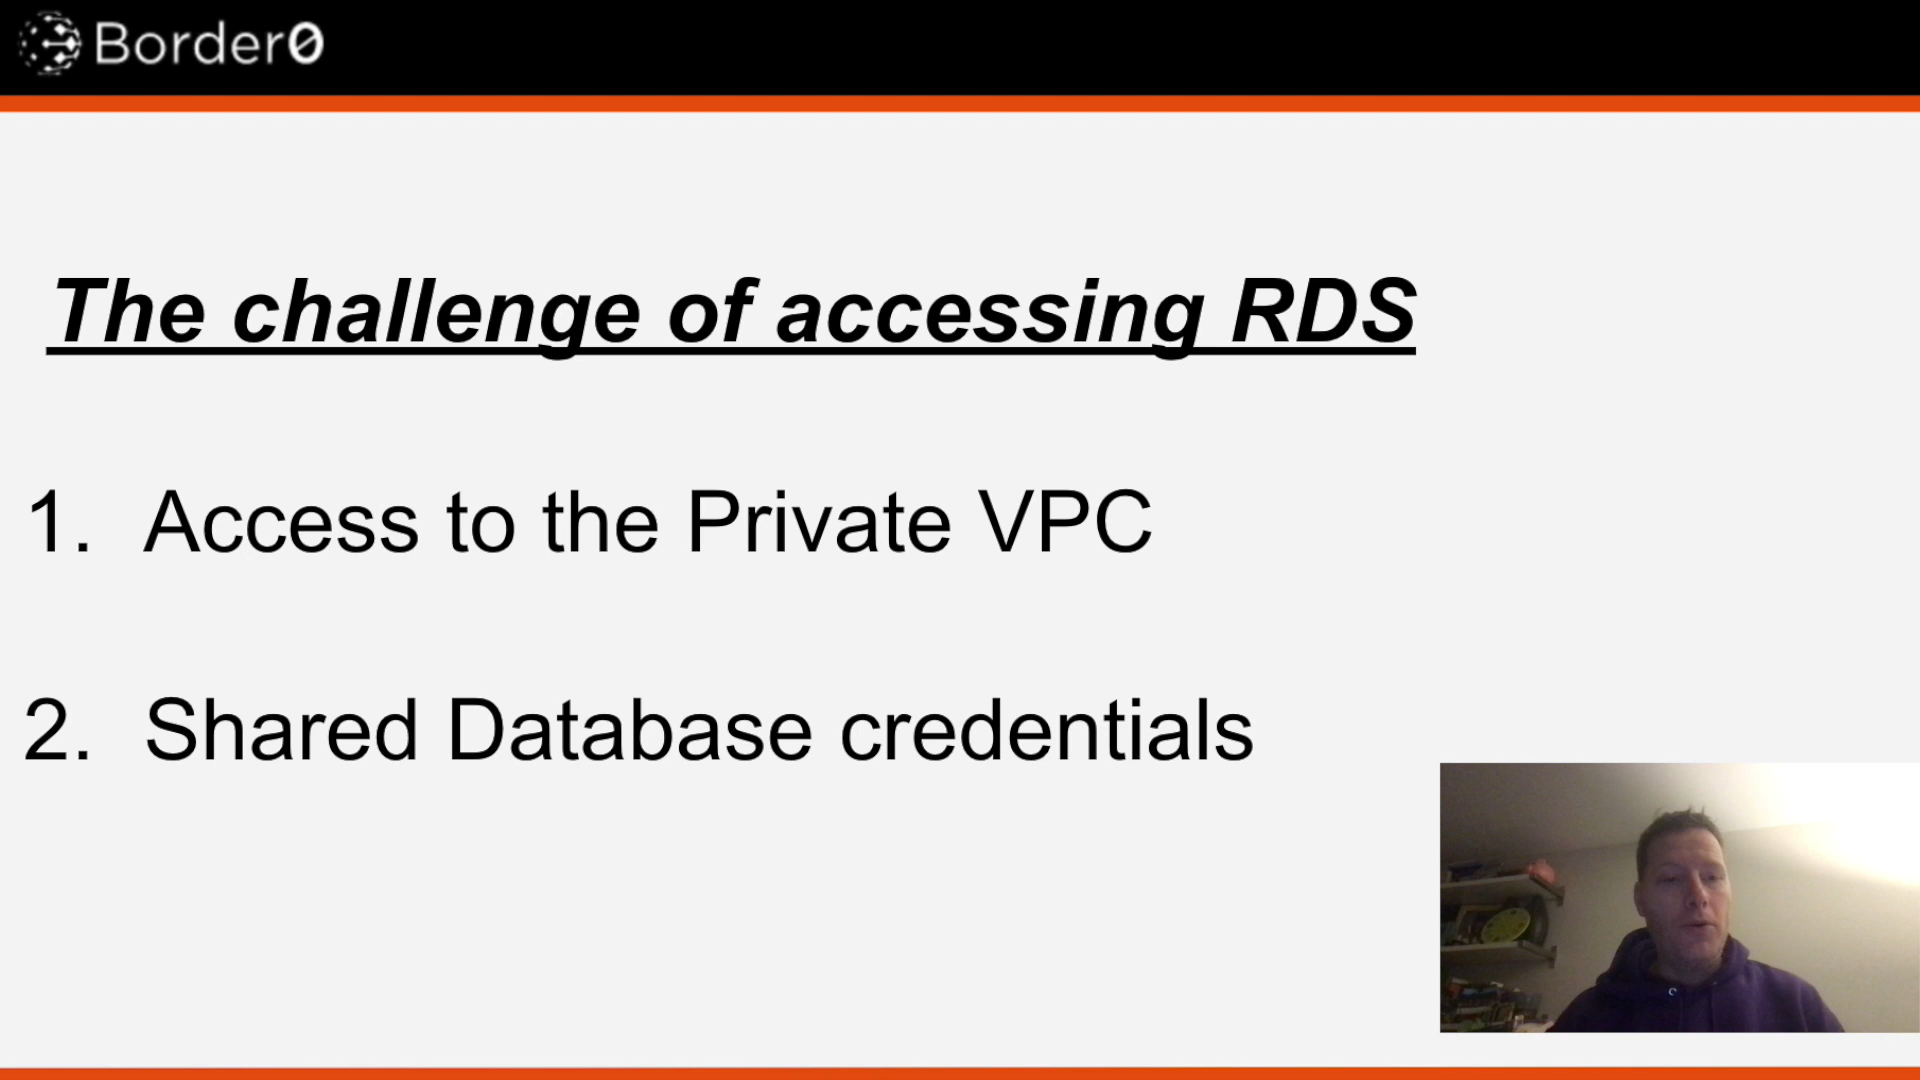 Border0
The challenge of accessing RDS
1. Access to the Private VPC
2. Shared Database credentials